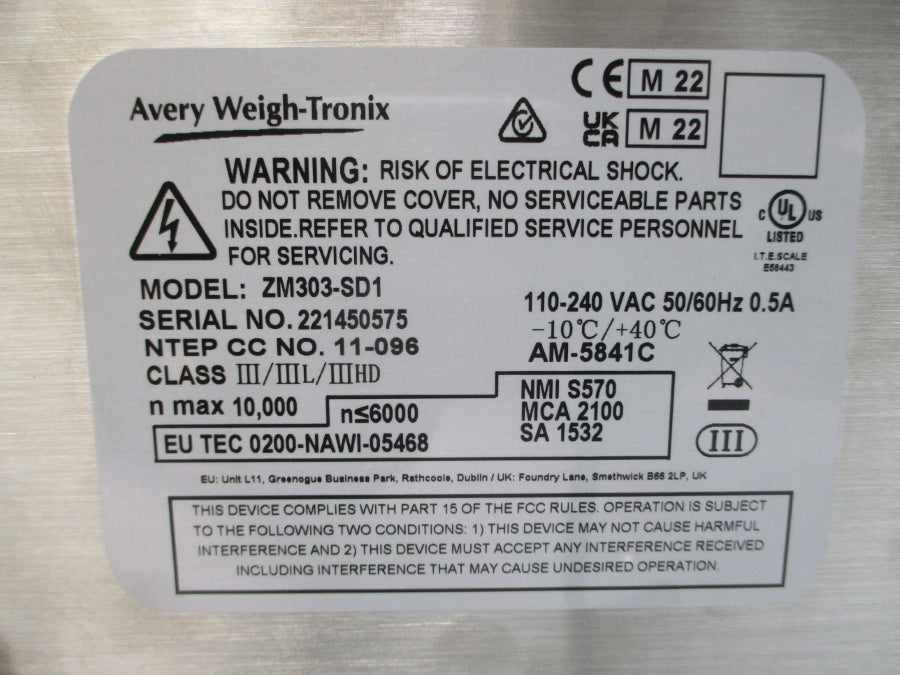 Avery Weigh-Tronix
CE M 22
UK CA M 22
WARNING: RISK OF ELECTRICAL SHOCK.
DO NOT REMOVE COVER, NO SERVICEABLE PARTS
INSIDE.REFER TO QUALIFIED SERVICE PERSONNEL
FOR SERVICING.
C UL US
LISTED
I.T.E.SCALE
E58443
MODEL: ZM303-SD1
SERIAL NO. 221450575
NTEP CC NO. 11-096
CLASS III/IIIL/IIIHD
n max 10,000
110-240 VAC 50/60Hz 0.5A
-10℃/+40℃
AM-5841C
n≤6000
EU TEC 0200-NAWI-05468
NMI S570
MCA 2100
SA 1532
III
EU: Unit L11, Greenogue Business Park, Rathcoole, Dublin / UK: Foundry Lane, Smethwick B66 2LP, UK
THIS DEVICE COMPLIES WITH PART 15 OF THE FCC RULES. OPERATION IS SUBJECT
TO THE FOLLOWING TWO CONDITIONS: 1) THIS DEVICE MAY NOT CAUSE HARMFUL
INTERFERENCE AND 2) THIS DEVICE MUST ACCEPT ANY INTERFERENCE RECEIVED
INCLUDING INTERFERENCE THAT MAY CAUSE UNDESIRED OPERATION.